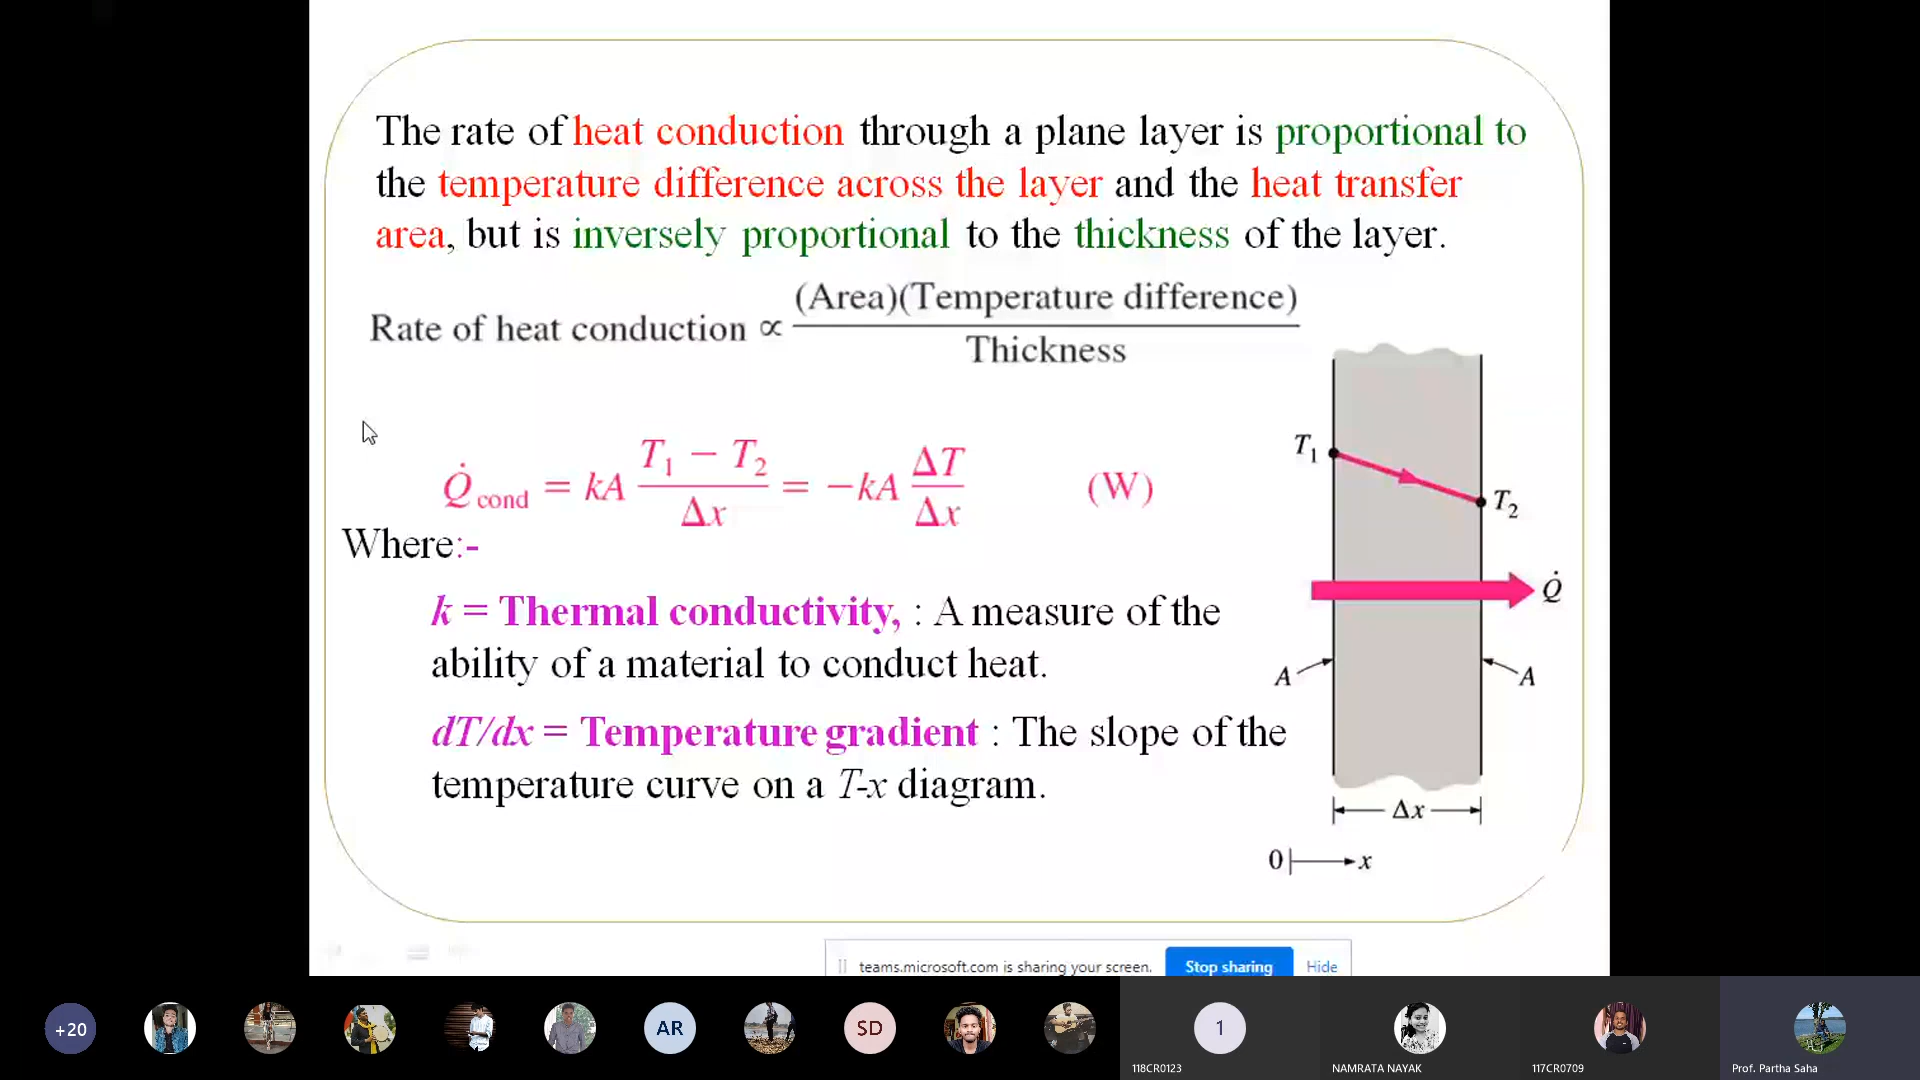 The rate of heat conduction through a plane layer is proportional to
the temperature difference across the layer and the heat transfer
area, but is inversely proportional to the thickness of the layer.
Rate of heat conduction ∝ (Area)(Temperature difference)
Thickness
Q̇ cond = kA (T₁ − T₂)/Δx = −kA ΔT/Δx (W)
Where:-
k = Thermal conductivity, : A measure of the
ability of a material to conduct heat.
dT/dx = Temperature gradient : The slope of the
temperature curve on a T-x diagram.
T₁
T₂
Q̇
A
A
Δx
0 x
teams.microsoft.com is sharing your screen. Stop sharing Hide
+20 AR SD 1
118CR0123 NAMRATA NAYAK 117CR0709 Prof. Partha Saha